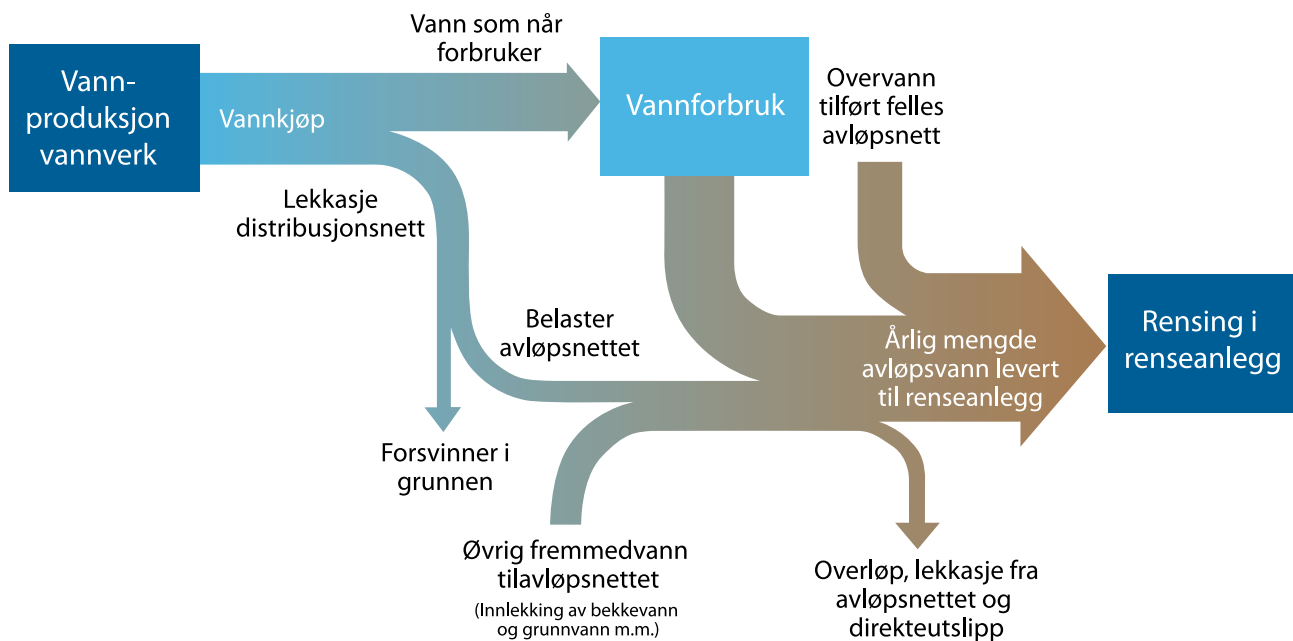 Vann-
produksjon
vannverk
Vannkjøp
Vann som når
forbruker
Vannforbruk
Overvann
tilført felles
avløpsnett
Lekkasje
distribusjonsnett
Belaster
avløpsnettet
Årlig mengde
avløpsvann levert
til renseanlegg
Rensing i
renseanlegg
Forsvinner i
grunnen
Øvrig fremmedvann
tilavløpsnettet
(Innlekking av bekkevann
og grunnvann m.m.)
Overløp, lekkasje fra
avløpsnettet og
direkteutslipp